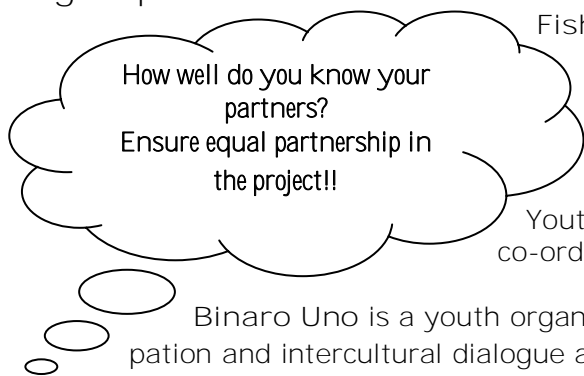 Fish
How well do you know your
partners?
Ensure equal partnership in
the project!!
Yout
co-ord
Binaro Uno is a youth organ
pation and intercultural dialogue a